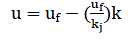 u = u_f − (u_f/k_j)k